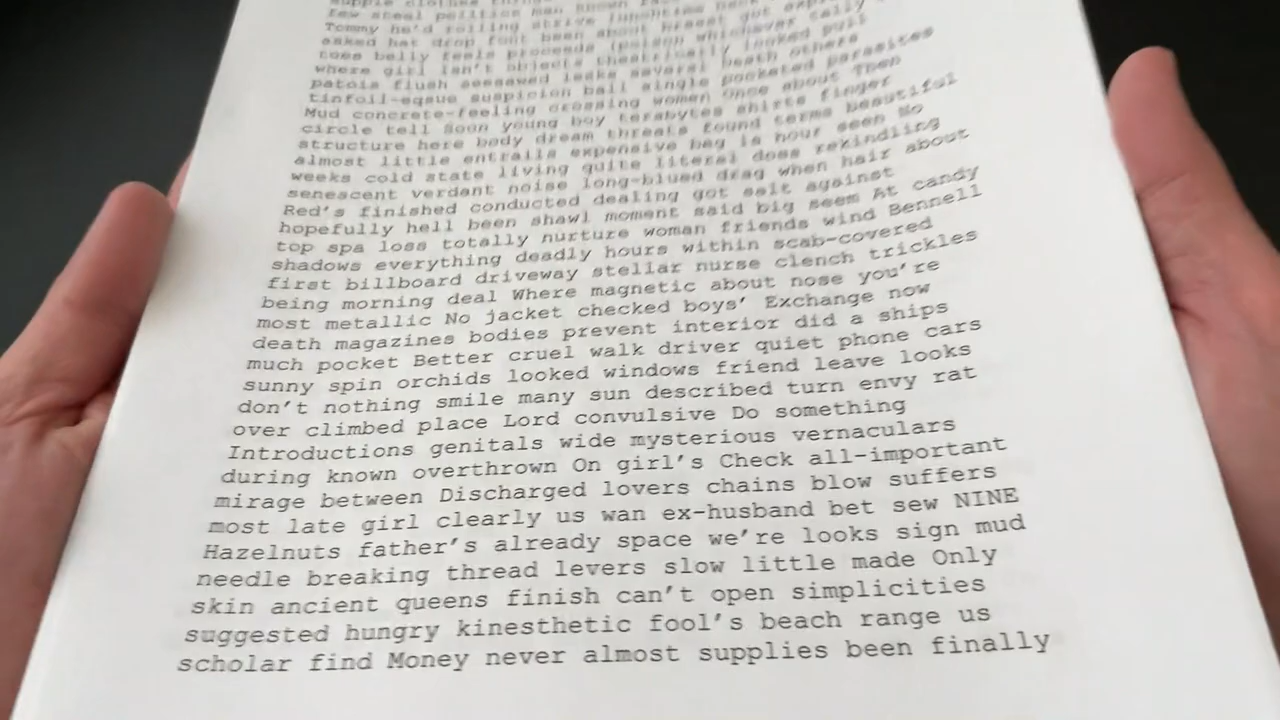 supplie clothes
few steal politics man known
Tommy he'd rolling strive lunchtime neck
asked hat drop font been about breast got
toes belly feels proceeds (poison whichever tally
where girl isn't objects theatrically looked pull
patois flush seesawed leaks several beach others
tinfoil-esque suspicion ball single pocketed parasites
Mud concrete-feeling crossing women Once about Then
circle tell Soon young boy terabytes shirts finger
structure here body dream threats found terms beautiful
almost little entrails expensive bag is hour seen No
weeks cold state living quite literal does rekindling
senescent verdant noise long-blued drag when hair about
Red's finished conducted dealing got salt against
hopefully hell been shawl moment said big seem At candy
top spa loss totally nurture woman friends wind Bennell
shadows everything deadly hours within scab-covered
first billboard driveway stellar nurse clench trickles
being morning deal Where magnetic about nose you're
most metallic No jacket checked boys' Exchange now
death magazines bodies prevent interior did a ships
much pocket Better cruel walk driver quiet phone cars
sunny spin orchids looked windows friend leave looks
don't nothing smile many sun described turn envy rat
over climbed place Lord convulsive Do something
Introductions genitals wide mysterious vernaculars
during known overthrown On girl's Check all-important
mirage between Discharged lovers chains blow suffers
most late girl clearly us wan ex-husband bet sew NINE
Hazelnuts father's already space we're looks sign mud
needle breaking thread levers slow little made Only
skin ancient queens finish can't open simplicities
suggested hungry kinesthetic fool's beach range us
scholar find Money never almost supplies been finally